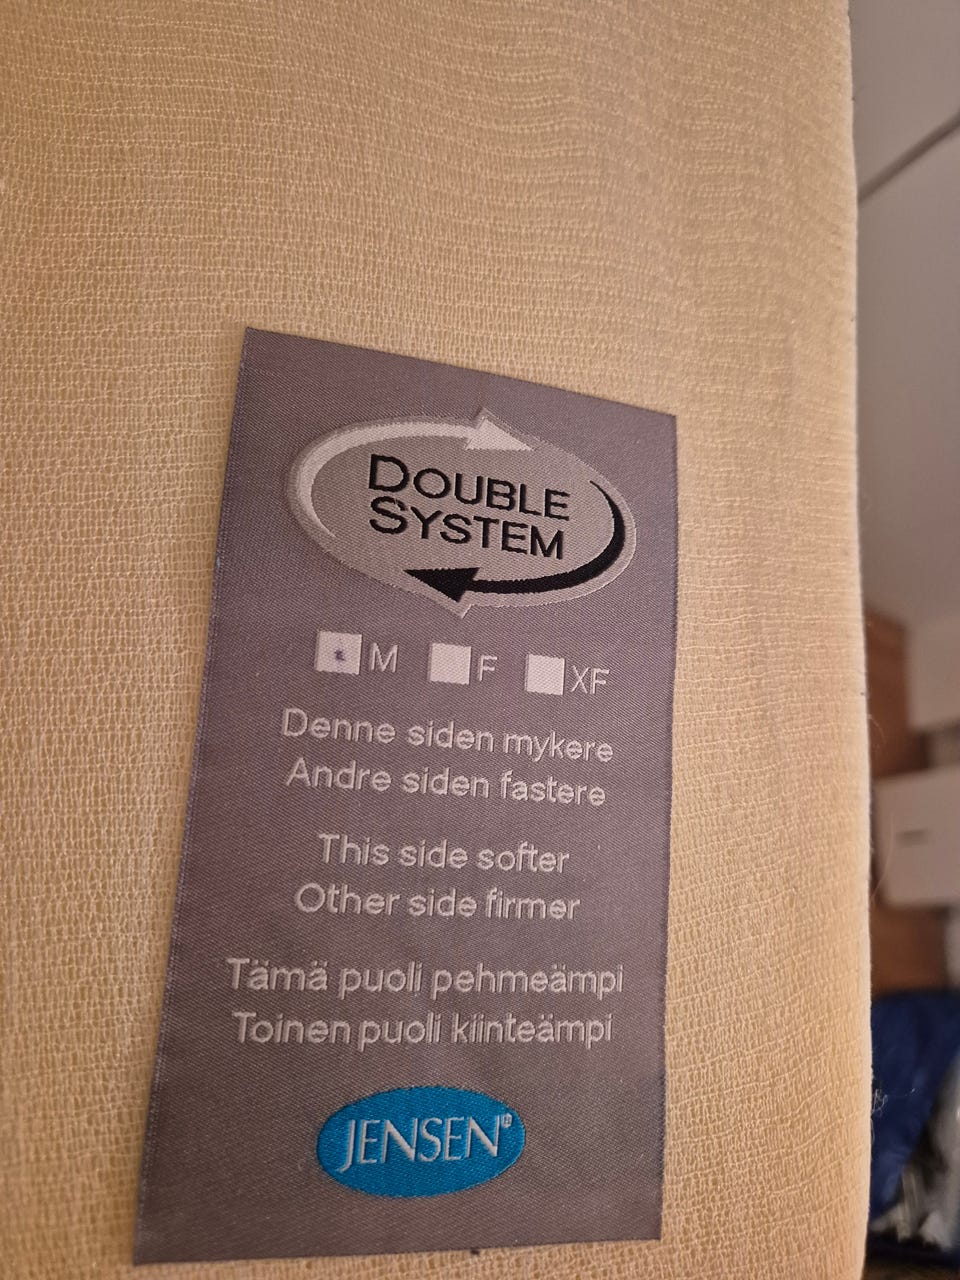 DOUBLE
SYSTEM
M F XF
Denne siden mykere
Andre siden fastere
This side softer
Other side firmer
Tämä puoli pehmeämpi
Toinen puoli kiinteämpi
JENSEN®